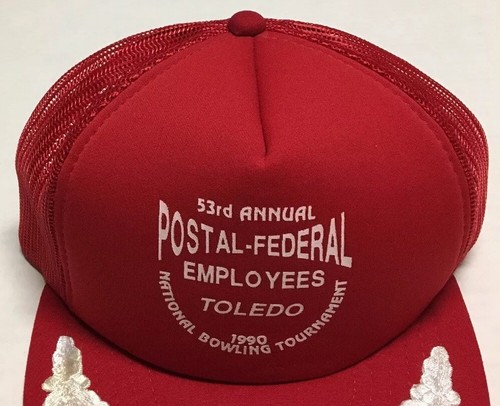 53rd ANNUAL
POSTAL-FEDERAL
EMPLOYEES
TOLEDO
1990
NATIONAL BOWLING TOURNAMENT